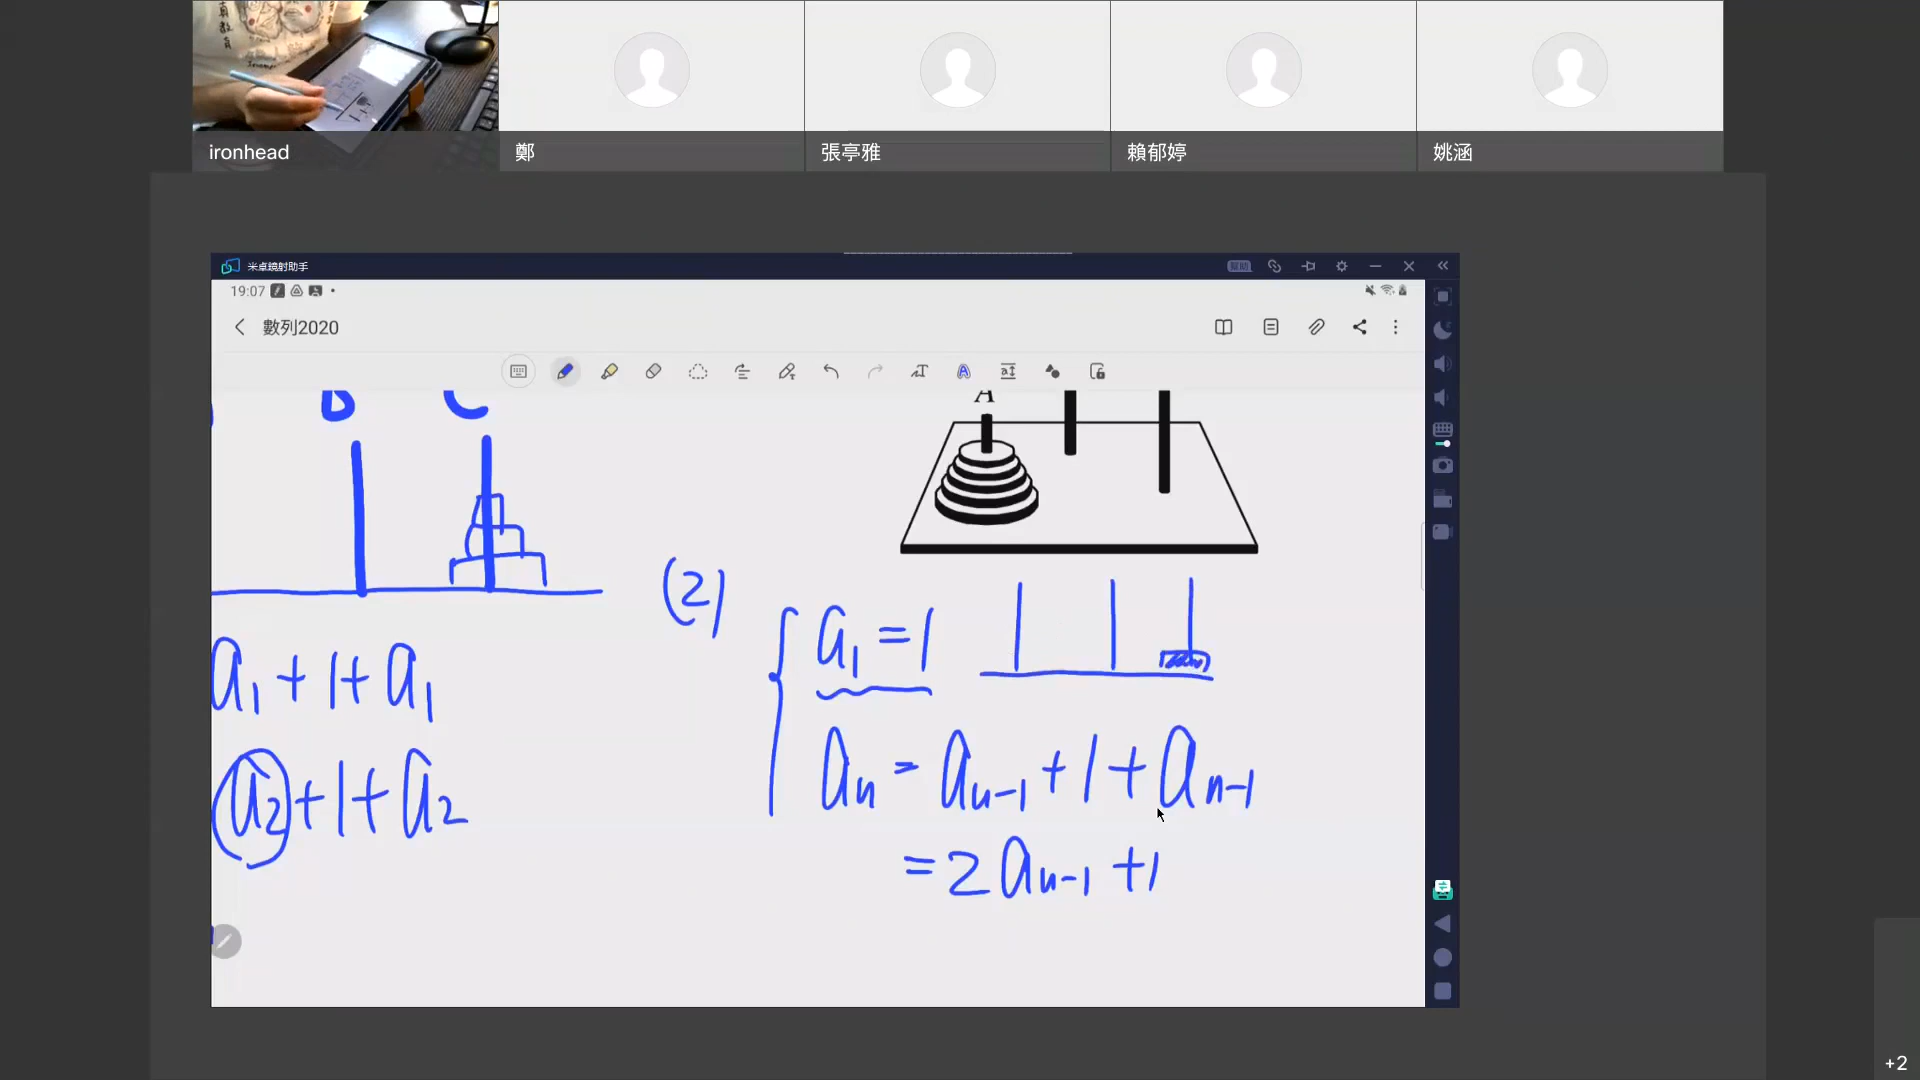 ironhead
鄭
張亭雅
賴郁婷
姚涵
米卓鏡射助手
19:07
數列2020
B C
A
(2)
a₁ = 1
a₁ + 1 + a₁
aₙ = aₙ₋₁ + 1 + aₙ₋₁
a₂ + 1 + a₂
= 2aₙ₋₁ + 1
+2